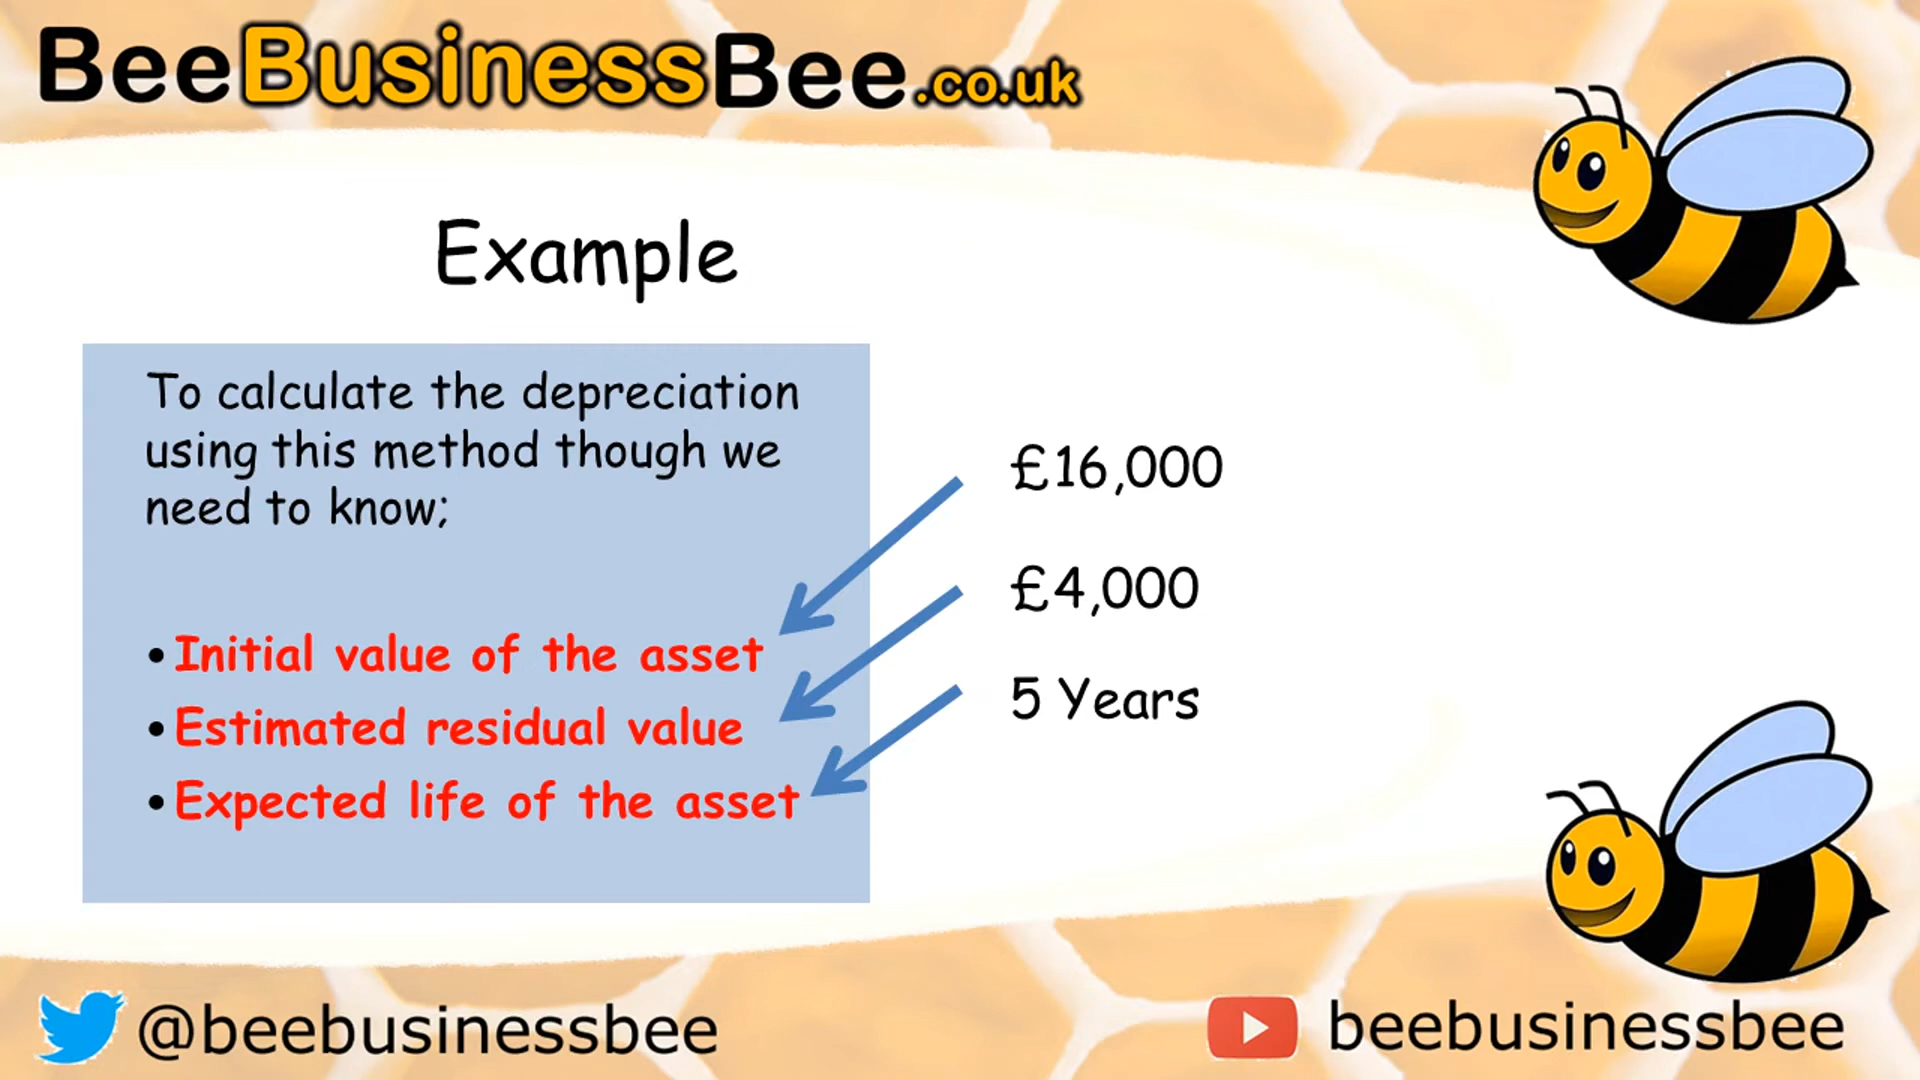 BeeBusinessBee.co.uk
Example
To calculate the depreciation
using this method though we
need to know;
• Initial value of the asset
• Estimated residual value
• Expected life of the asset
£16,000
£4,000
5 Years
@beebusinessbee
beebusinessbee